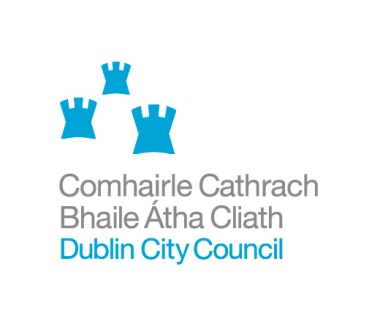 Comhairle Cathrach
Bhaile Átha Cliath
Dublin City Council